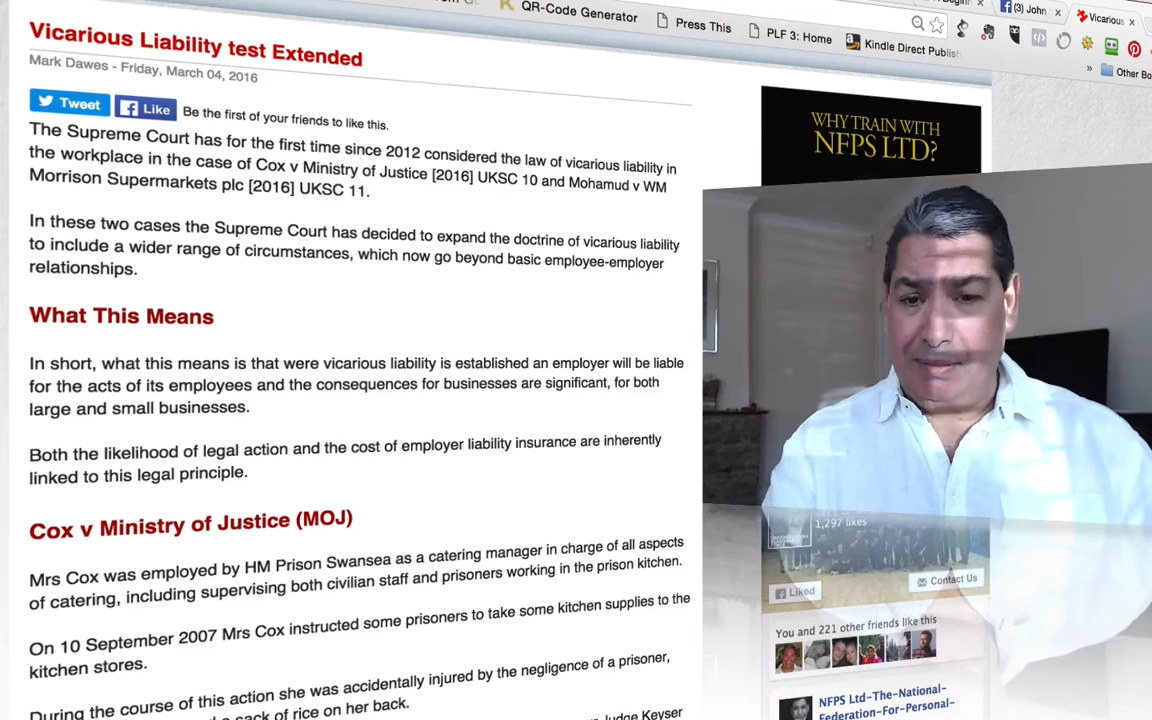 QR-Code Generator
Press This
PLF 3: Home
Kindle Direct Publish
(3) John
Vicarious
Other Bo
Vicarious Liability test Extended
Mark Dawes - Friday, March 04, 2016
Tweet
Like
Be the first of your friends to like this.
The Supreme Court has for the first time since 2012 considered the law of vicarious liability in
the workplace in the case of Cox v Ministry of Justice [2016] UKSC 10 and Mohamud v WM
Morrison Supermarkets plc [2016] UKSC 11.
In these two cases the Supreme Court has decided to expand the doctrine of vicarious liability
to include a wider range of circumstances, which now go beyond basic employee-employer
relationships.
What This Means
In short, what this means is that were vicarious liability is established an employer will be liable
for the acts of its employees and the consequences for businesses are significant, for both
large and small businesses.
Both the likelihood of legal action and the cost of employer liability insurance are inherently
linked to this legal principle.
Cox v Ministry of Justice (MOJ)
Mrs Cox was employed by HM Prison Swansea as a catering manager in charge of all aspects
of catering, including supervising both civilian staff and prisoners working in the prison kitchen.
On 10 September 2007 Mrs Cox instructed some prisoners to take some kitchen supplies to the
kitchen stores.
During the course of this action she was accidentally injured by the negligence of a prisoner,
sack of rice on her back.
Judge Keyser
WHY TRAIN WITH
NFPS LTD?
1,297 likes
Liked
Contact Us
You and 221 other friends like this
NFPS Ltd-The-National-
Federation-For-Personal-